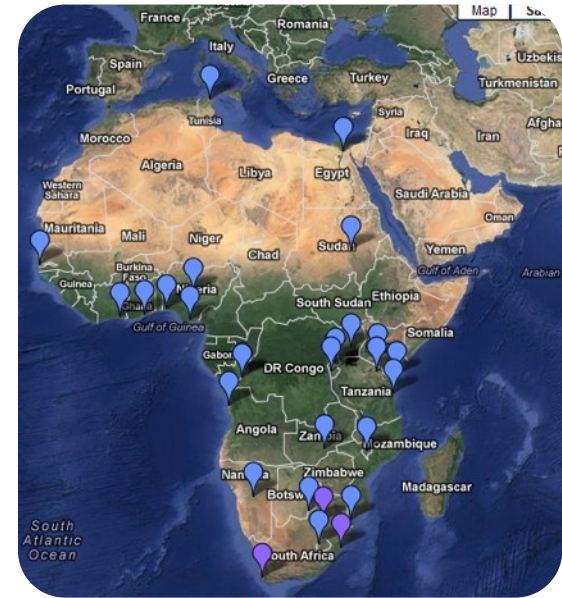 Map
Sa
France
Romania
Uzbekis
Italy
Spain
Greece
Turkey
Turkmenistan
Portugal
Syria
Tunisia
Afgha
Morocco
Iraq
Iran
Algeria
Libya
Egypt
Western
Sahara
Saudi Arabia
Oman
Mauritania
Mali
Niger
Sudan
Yemen
Chad
Burkina
Faso
Gulf of Aden
Arabian
Guinea
Nigeria
Ethiopia
South Sudan
Ghana
Gulf of Guinea
Somalia
Gabon
DR Congo
Tanzania
Angola
Zambia
Mozambique
Namibia
Zimbabwe
Madagascar
Botsw
South
Atlantic
Ocean
outh Africa